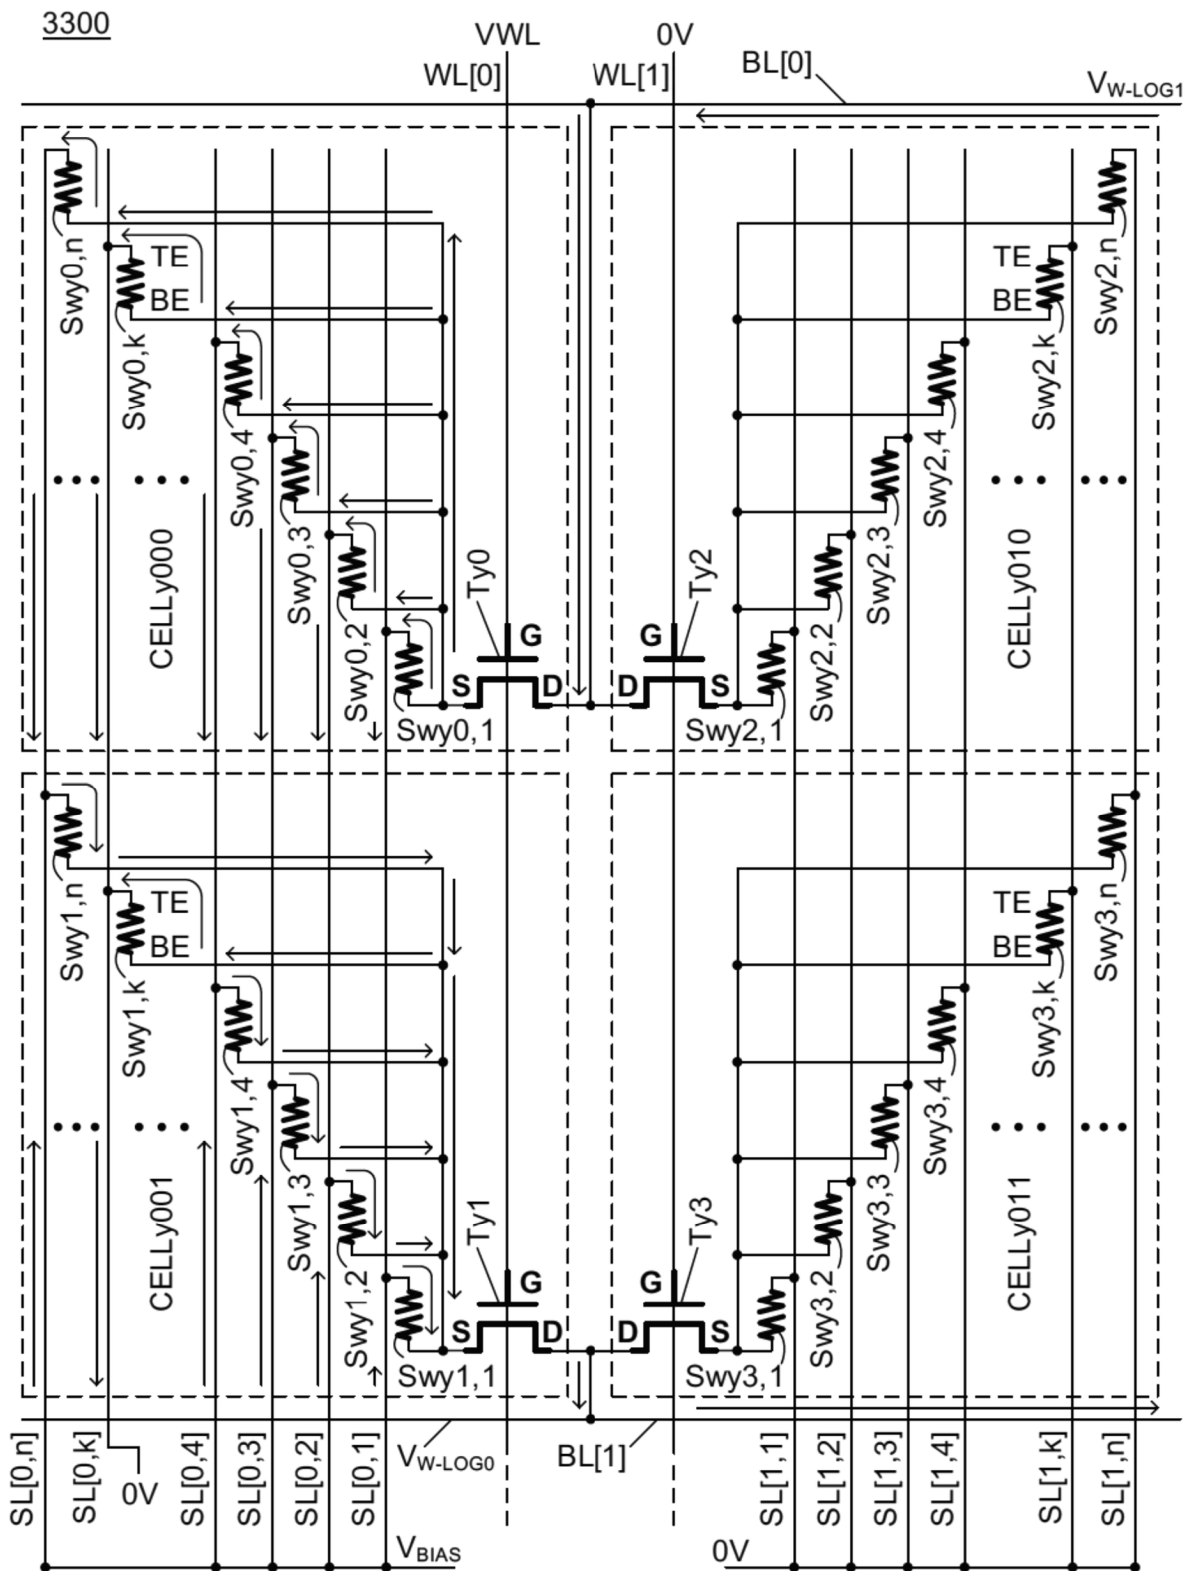 3300
VWL
0V
WL[0]
WL[1]
BL[0]
V_W-LOG1
Swy0,n
TE
BE
Swy0,k
Swy0,4
Swy0,3
Swy0,2
Swy0,1
CELLy000
Ty0
G
S
D
Ty2
G
D
S
Swy2,1
Swy2,2
Swy2,3
Swy2,4
TE
BE
Swy2,k
Swy2,n
CELLy010
Swy1,n
TE
BE
Swy1,k
Swy1,4
Swy1,3
Swy1,2
Swy1,1
CELLy001
Ty1
G
S
D
Ty3
G
D
S
Swy3,1
Swy3,2
Swy3,3
Swy3,4
TE
BE
Swy3,k
Swy3,n
CELLy011
SL[0,n]
SL[0,k]
0V
SL[0,4]
SL[0,3]
SL[0,2]
SL[0,1]
V_W-LOG0
BL[1]
SL[1,1]
SL[1,2]
SL[1,3]
SL[1,4]
SL[1,k]
SL[1,n]
V_BIAS
0V